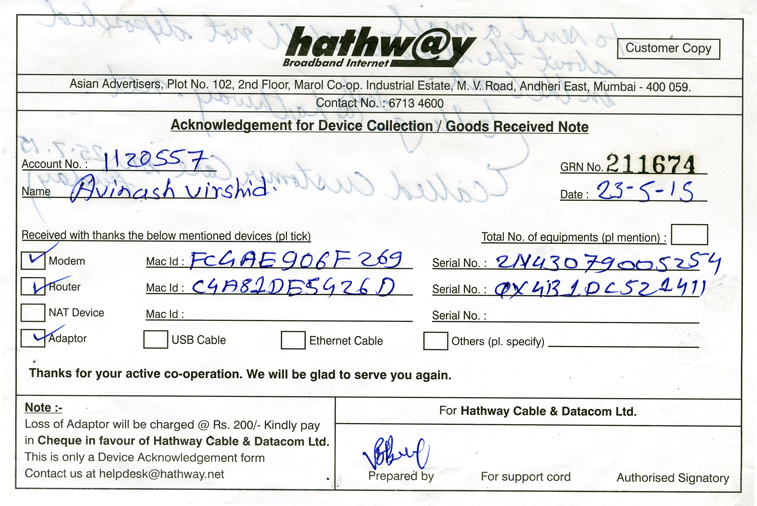 hathw@y
Broadband Internet
Customer Copy
Asian Advertisers, Plot No. 102, 2nd Floor, Marol Co-op. Industrial Estate, M. V. Road, Andheri East, Mumbai - 400 059.
Contact No. : 6713 4600
Acknowledgement for Device Collection / Goods Received Note
Account No. : 1120557 GRN No. 211674
Name Avinash virshid. Date : 23-5-15
Received with thanks the below mentioned devices (pl tick) Total No. of equipments (pl mention) :
Modem Mac Id : FC4AE906F269 Serial No. : 2N43079005254
Router Mac Id : C4A81DE5426D Serial No. : QX4B1DC521411
NAT Device Mac Id : Serial No. :
Adaptor USB Cable Ethernet Cable Others (pl. specify)
Thanks for your active co-operation. We will be glad to serve you again.
Note :-
Loss of Adaptor will be charged @ Rs. 200/- Kindly pay
in Cheque in favour of Hathway Cable & Datacom Ltd.
This is only a Device Acknowledgement form
Contact us at helpdesk@hathway.net
For Hathway Cable & Datacom Ltd.
Prepared by For support cord Authorised Signatory